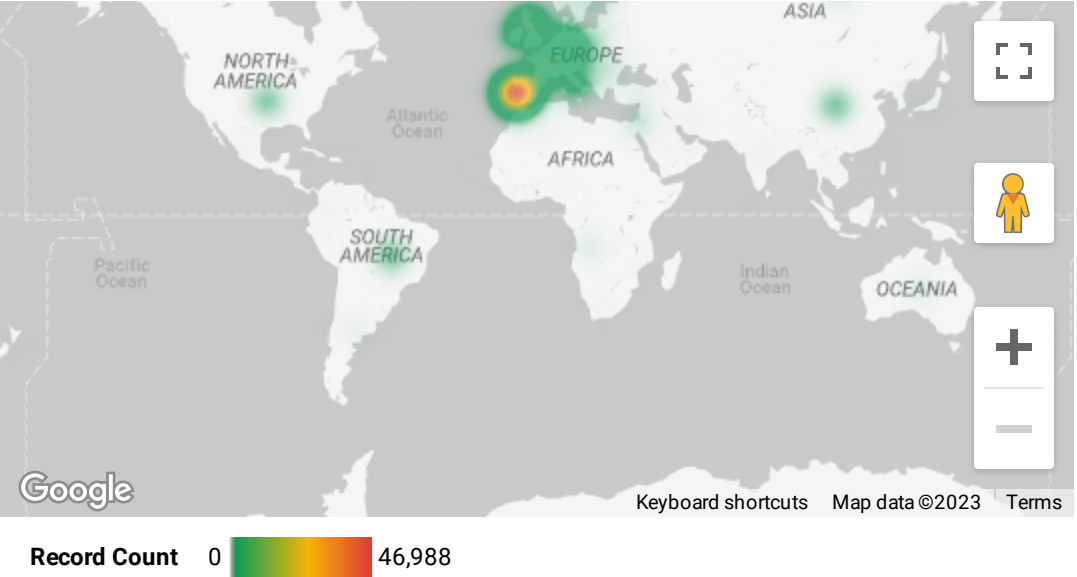 ASIA
EUROPE
NORTH
AMERICA
Atlantic
Ocean
AFRICA
SOUTH
AMERICA
Pacific
Ocean
Indian
Ocean
OCEANIA
Google
Keyboard shortcuts Map data ©2023 Terms
Record Count 0 46,988